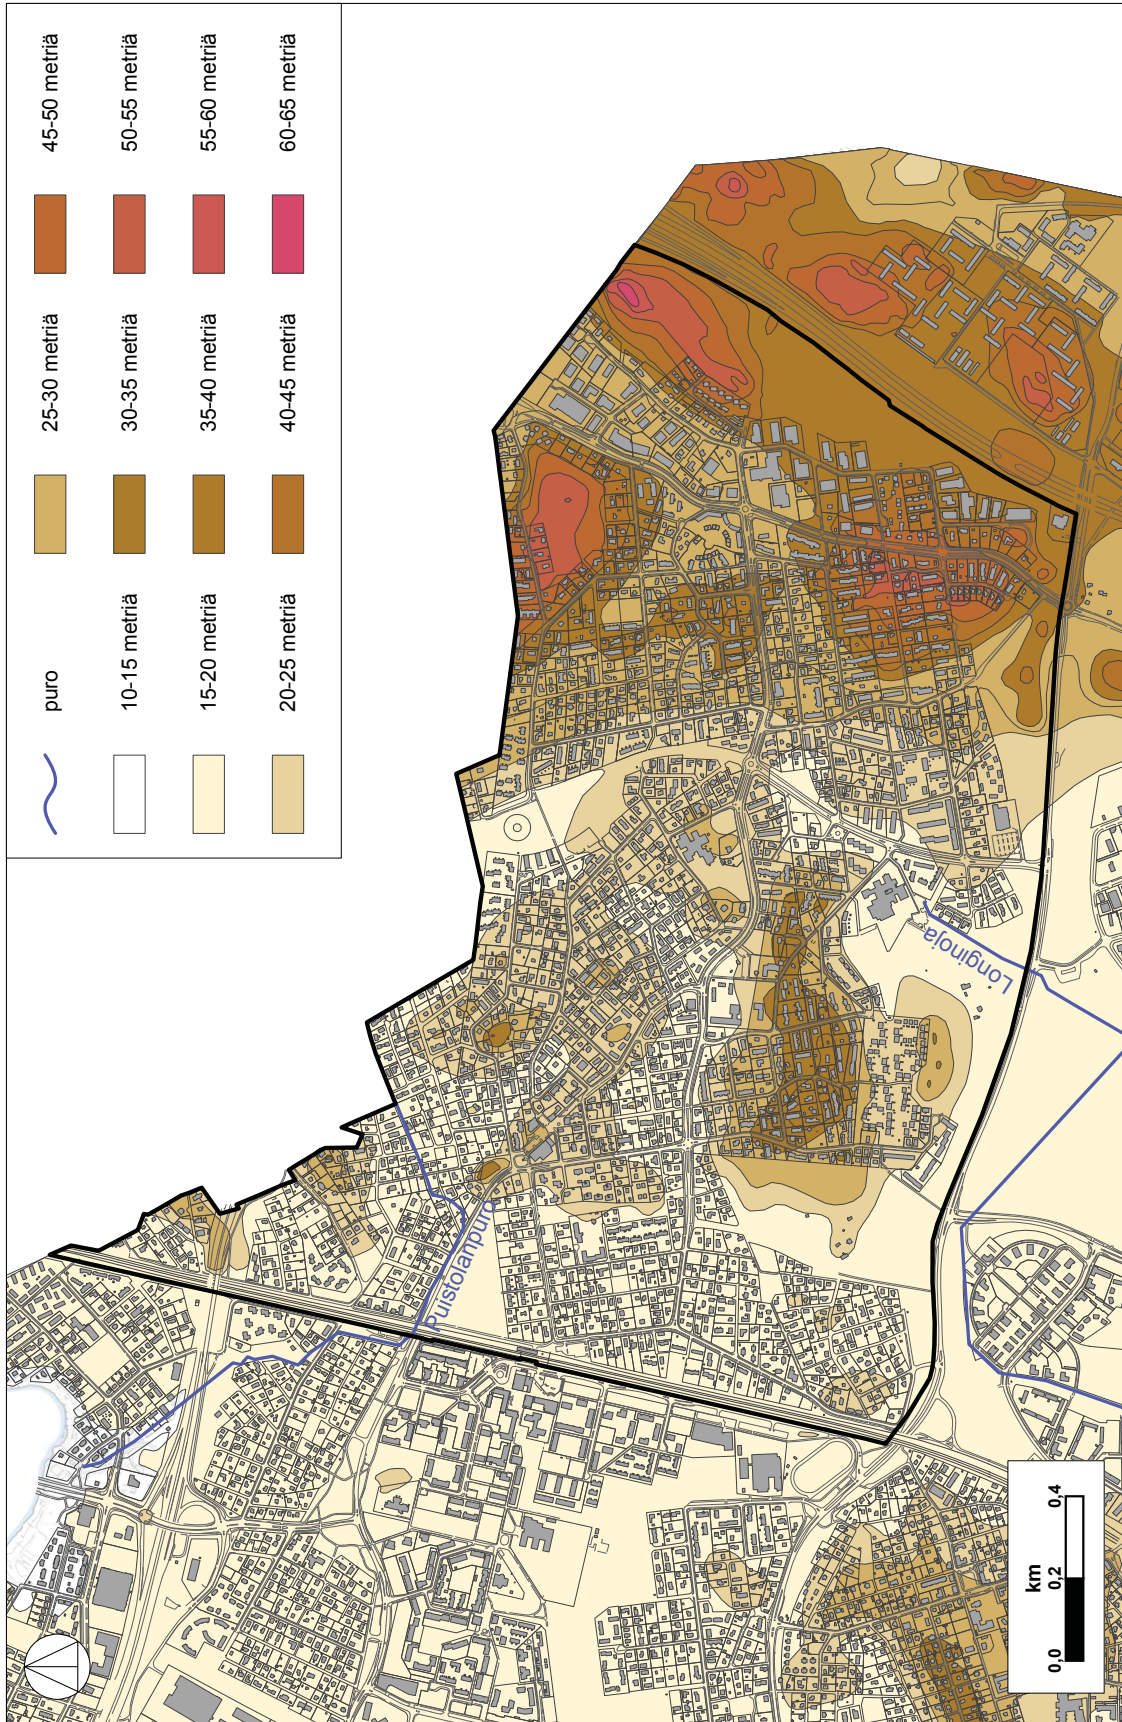 puro
10-15 metriä
15-20 metriä
20-25 metriä
25-30 metriä
30-35 metriä
35-40 metriä
40-45 metriä
45-50 metriä
50-55 metriä
55-60 metriä
60-65 metriä
Puistolanpuro
Longinoja
km
0,0 0,2 0,4